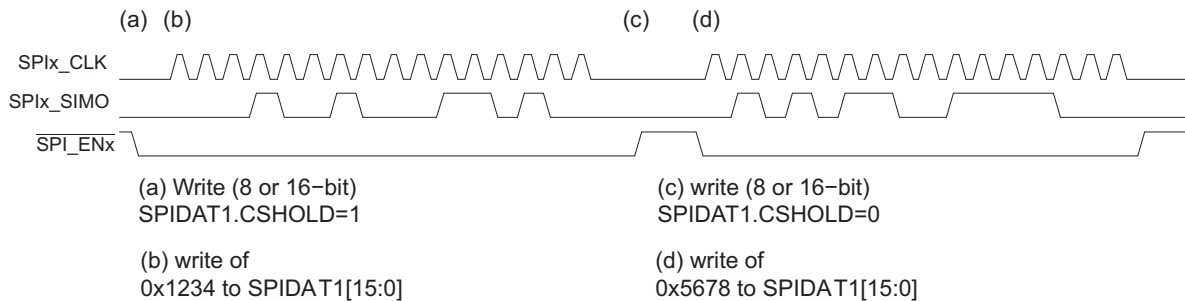 (a) (b) (c) (d)
SPIx_CLK
SPIx_SIMO
SPI_ENx
(a) Write (8 or 16−bit)
SPIDAT1.CSHOLD=1
(c) write (8 or 16−bit)
SPIDAT1.CSHOLD=0
(b) write of
0x1234 to SPIDAT1[15:0]
(d) write of
0x5678 to SPIDAT1[15:0]